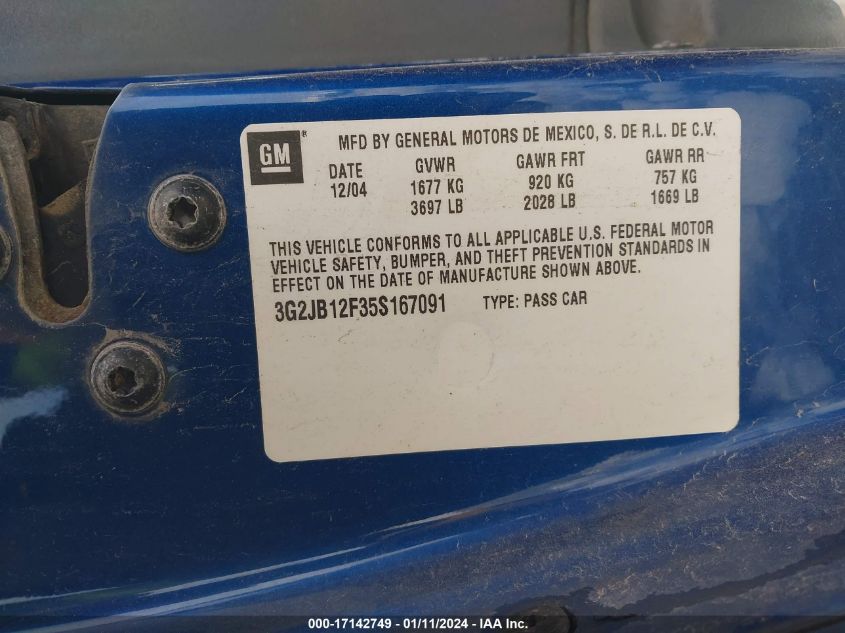 GM ®
MFD BY GENERAL MOTORS DE MEXICO, S. DE R.L. DE C.V.
DATE GVWR GAWR FRT GAWR RR
12/04 1677 KG 920 KG 757 KG
3697 LB 2028 LB 1669 LB
THIS VEHICLE CONFORMS TO ALL APPLICABLE U.S. FEDERAL MOTOR
VEHICLE SAFETY, BUMPER, AND THEFT PREVENTION STANDARDS IN
EFFECT ON THE DATE OF MANUFACTURE SHOWN ABOVE.
3G2JB12F35S167091 TYPE: PASS CAR
000-17142749 - 01/11/2024 - IAA Inc.